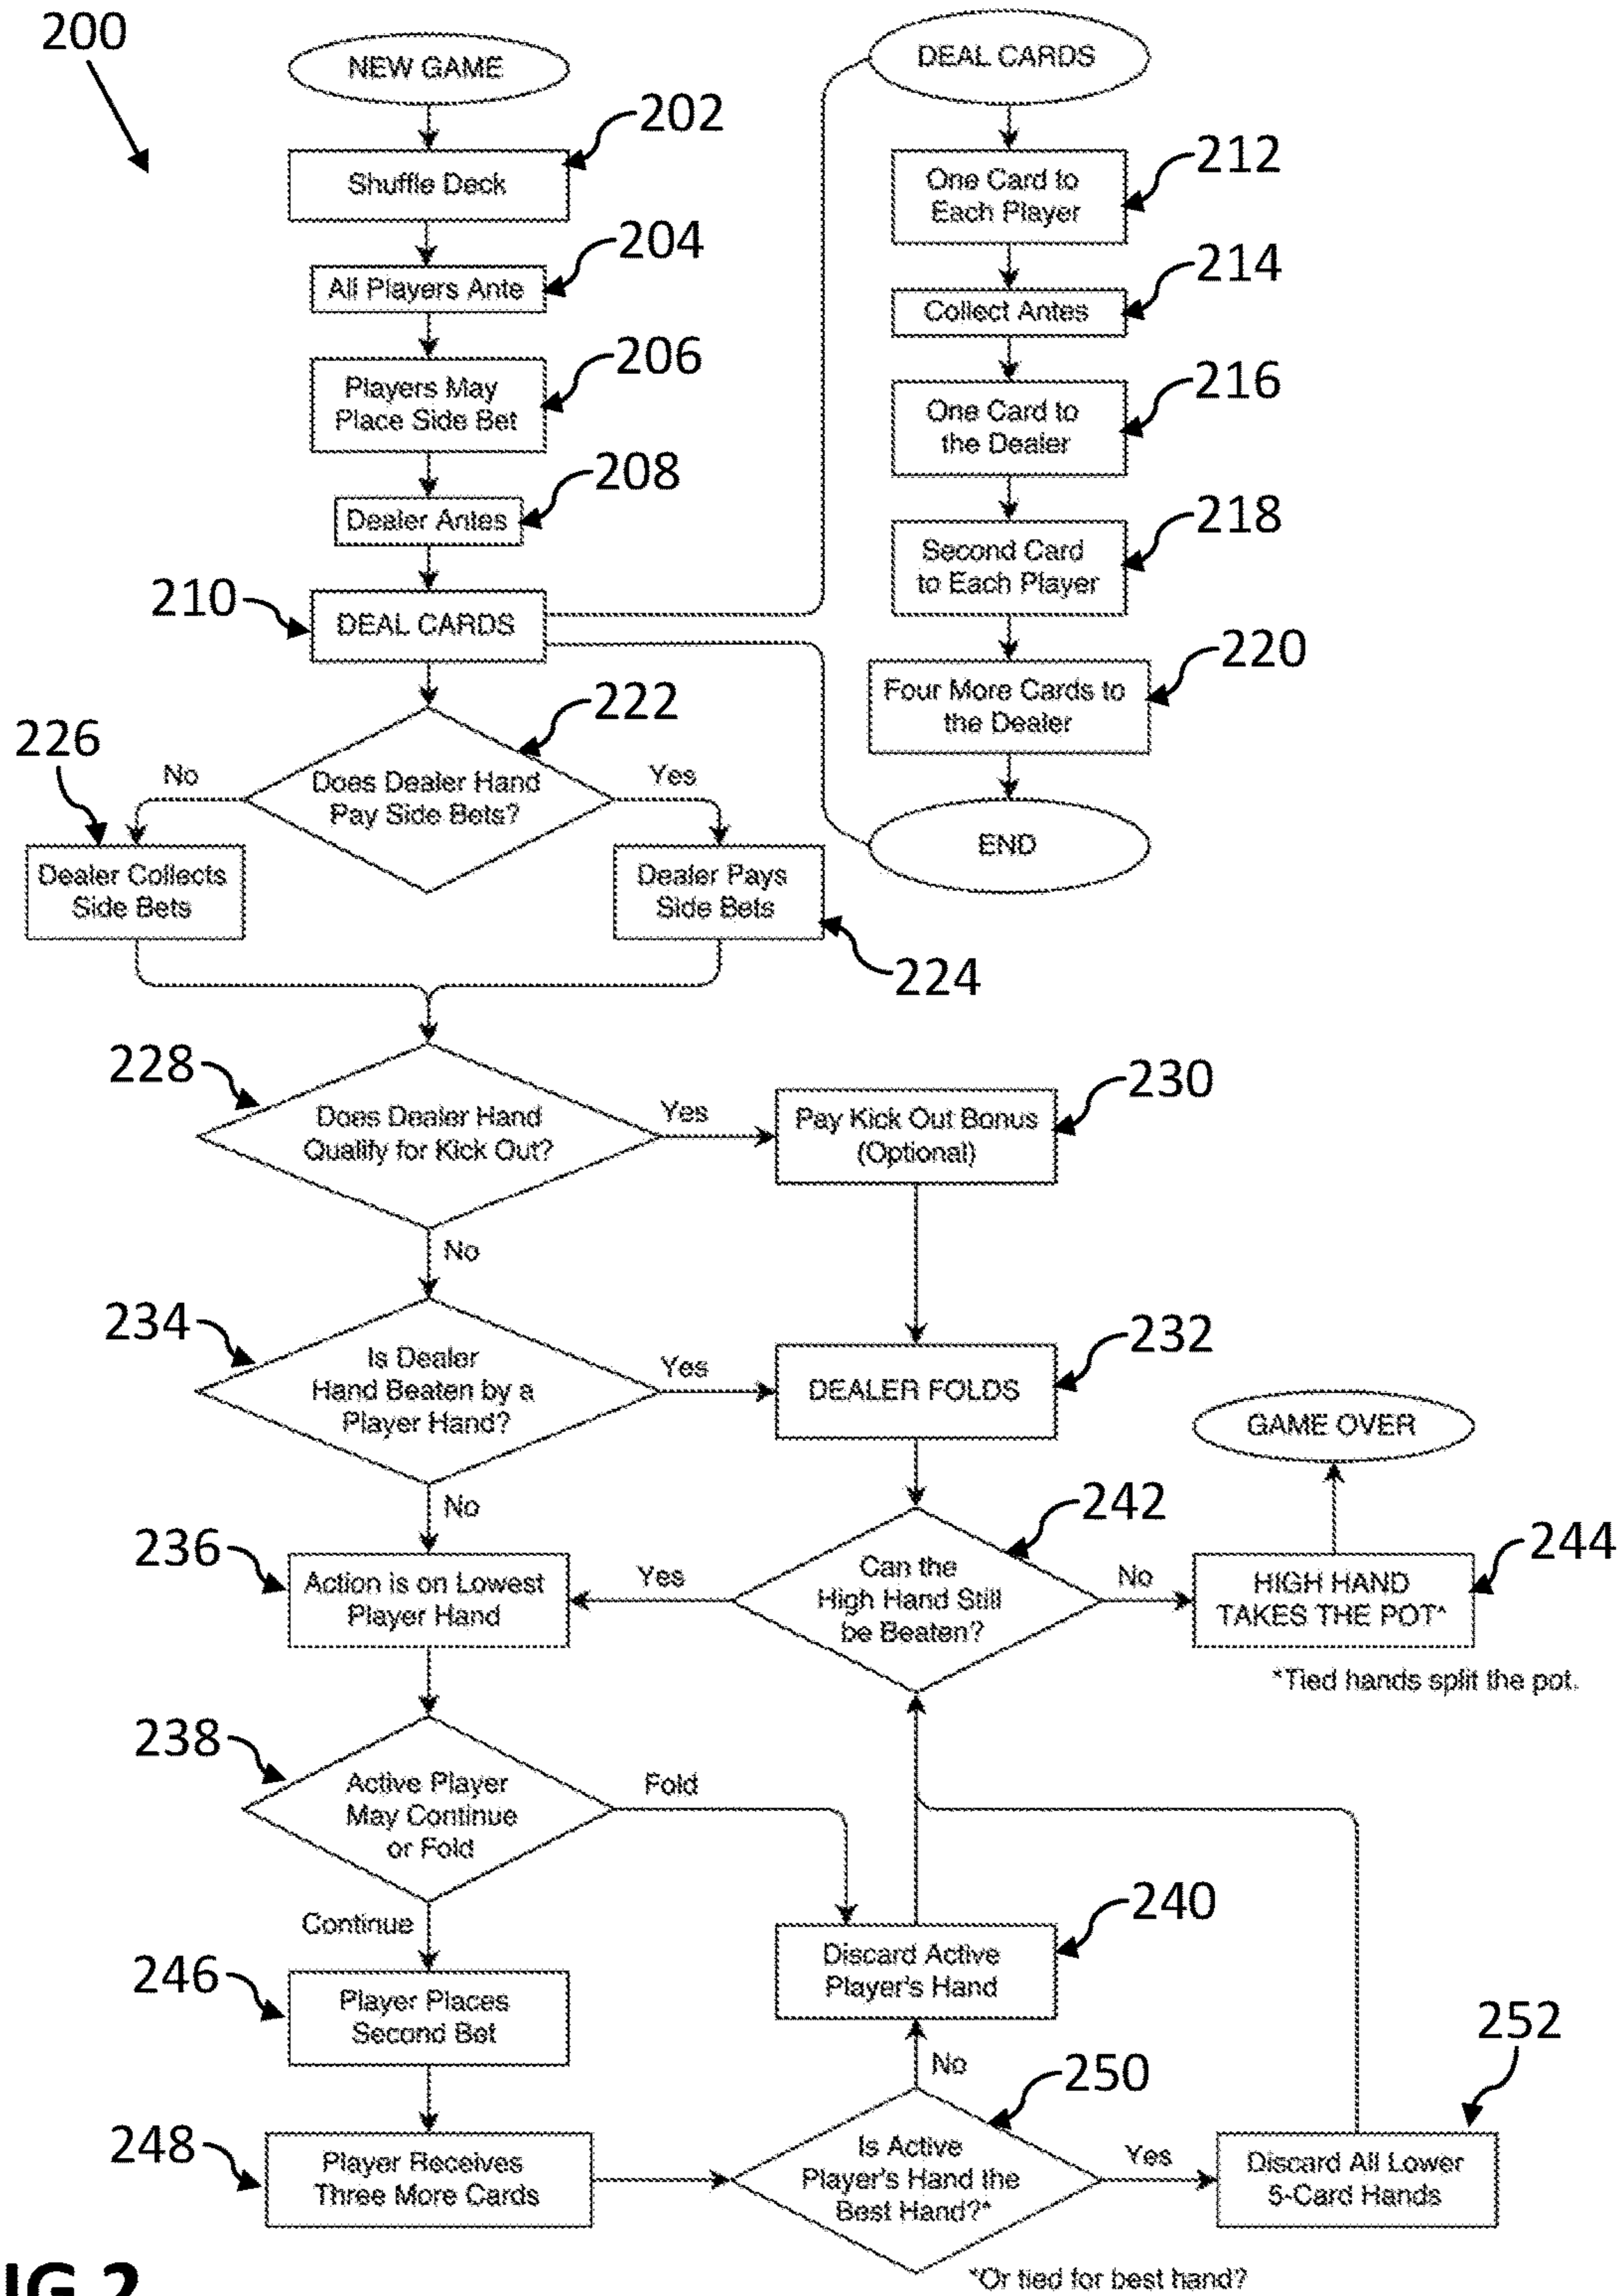 200
NEW GAME
202
Shuffle Deck
204
All Players Ante
206
Players May
Place Side Bet
208
Dealer Antes
210
DEAL CARDS
DEAL CARDS
212
One Card to
Each Player
214
Collect Antes
216
One Card to
the Dealer
218
Second Card
to Each Player
220
Four More Cards to
the Dealer
END
222
Does Dealer Hand
Pay Side Bets?
No
Yes
226
Dealer Collects
Side Bets
Dealer Pays
Side Bets
224
228
Does Dealer Hand
Qualify for Kick Out?
Yes
No
230
Pay Kick Out Bonus
(Optional)
234
Is Dealer
Hand Beaten by a
Player Hand?
Yes
No
232
DEALER FOLDS
GAME OVER
236
Action is on Lowest
Player Hand
242
Can the
High Hand Still
be Beaten?
Yes
No
244
HIGH HAND
TAKES THE POT*
*Tied hands split the pot.
238
Active Player
May Continue
or Fold
Fold
Continue
240
Discard Active
Player's Hand
246
Player Places
Second Bet
248
Player Receives
Three More Cards
No
250
Is Active
Player's Hand the
Best Hand?*
Yes
252
Discard All Lower
5-Card Hands
*Or tied for best hand?
IG 2